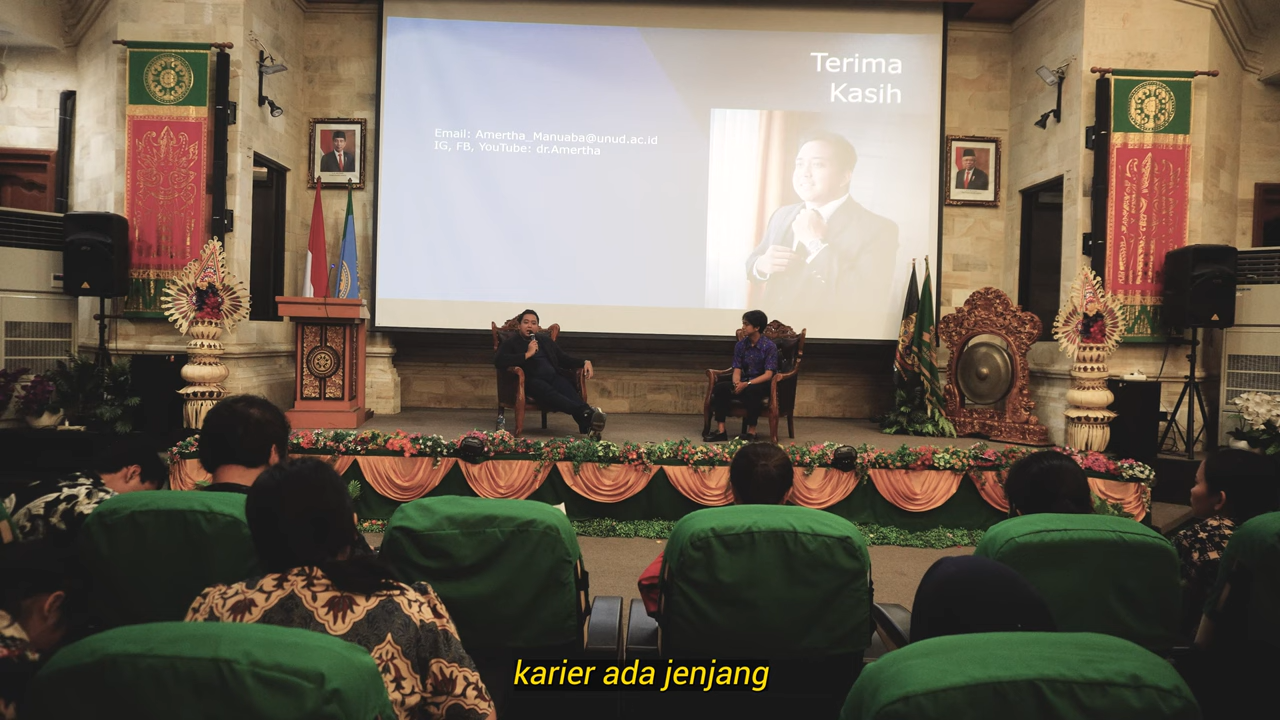 Terima
Kasih
Email: Amertha_Manuaba@unud.ac.id
IG, FB, YouTube: dr.Amertha
karier ada jenjang